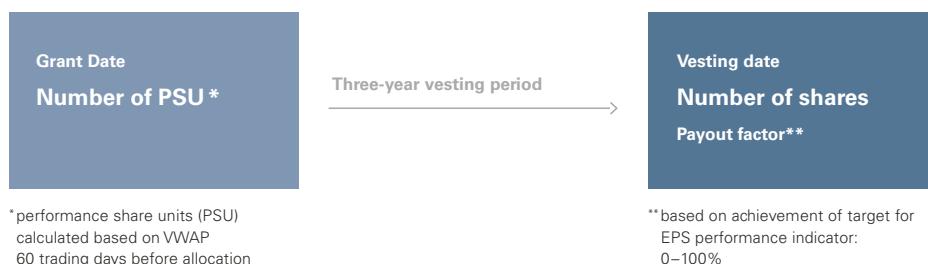 Grant Date
Number of PSU*
Three-year vesting period
Vesting date
Number of shares
Payout factor**
*performance share units (PSU)
calculated based on VWAP
60 trading days before allocation
**based on achievement of target for
EPS performance indicator:
0–100%